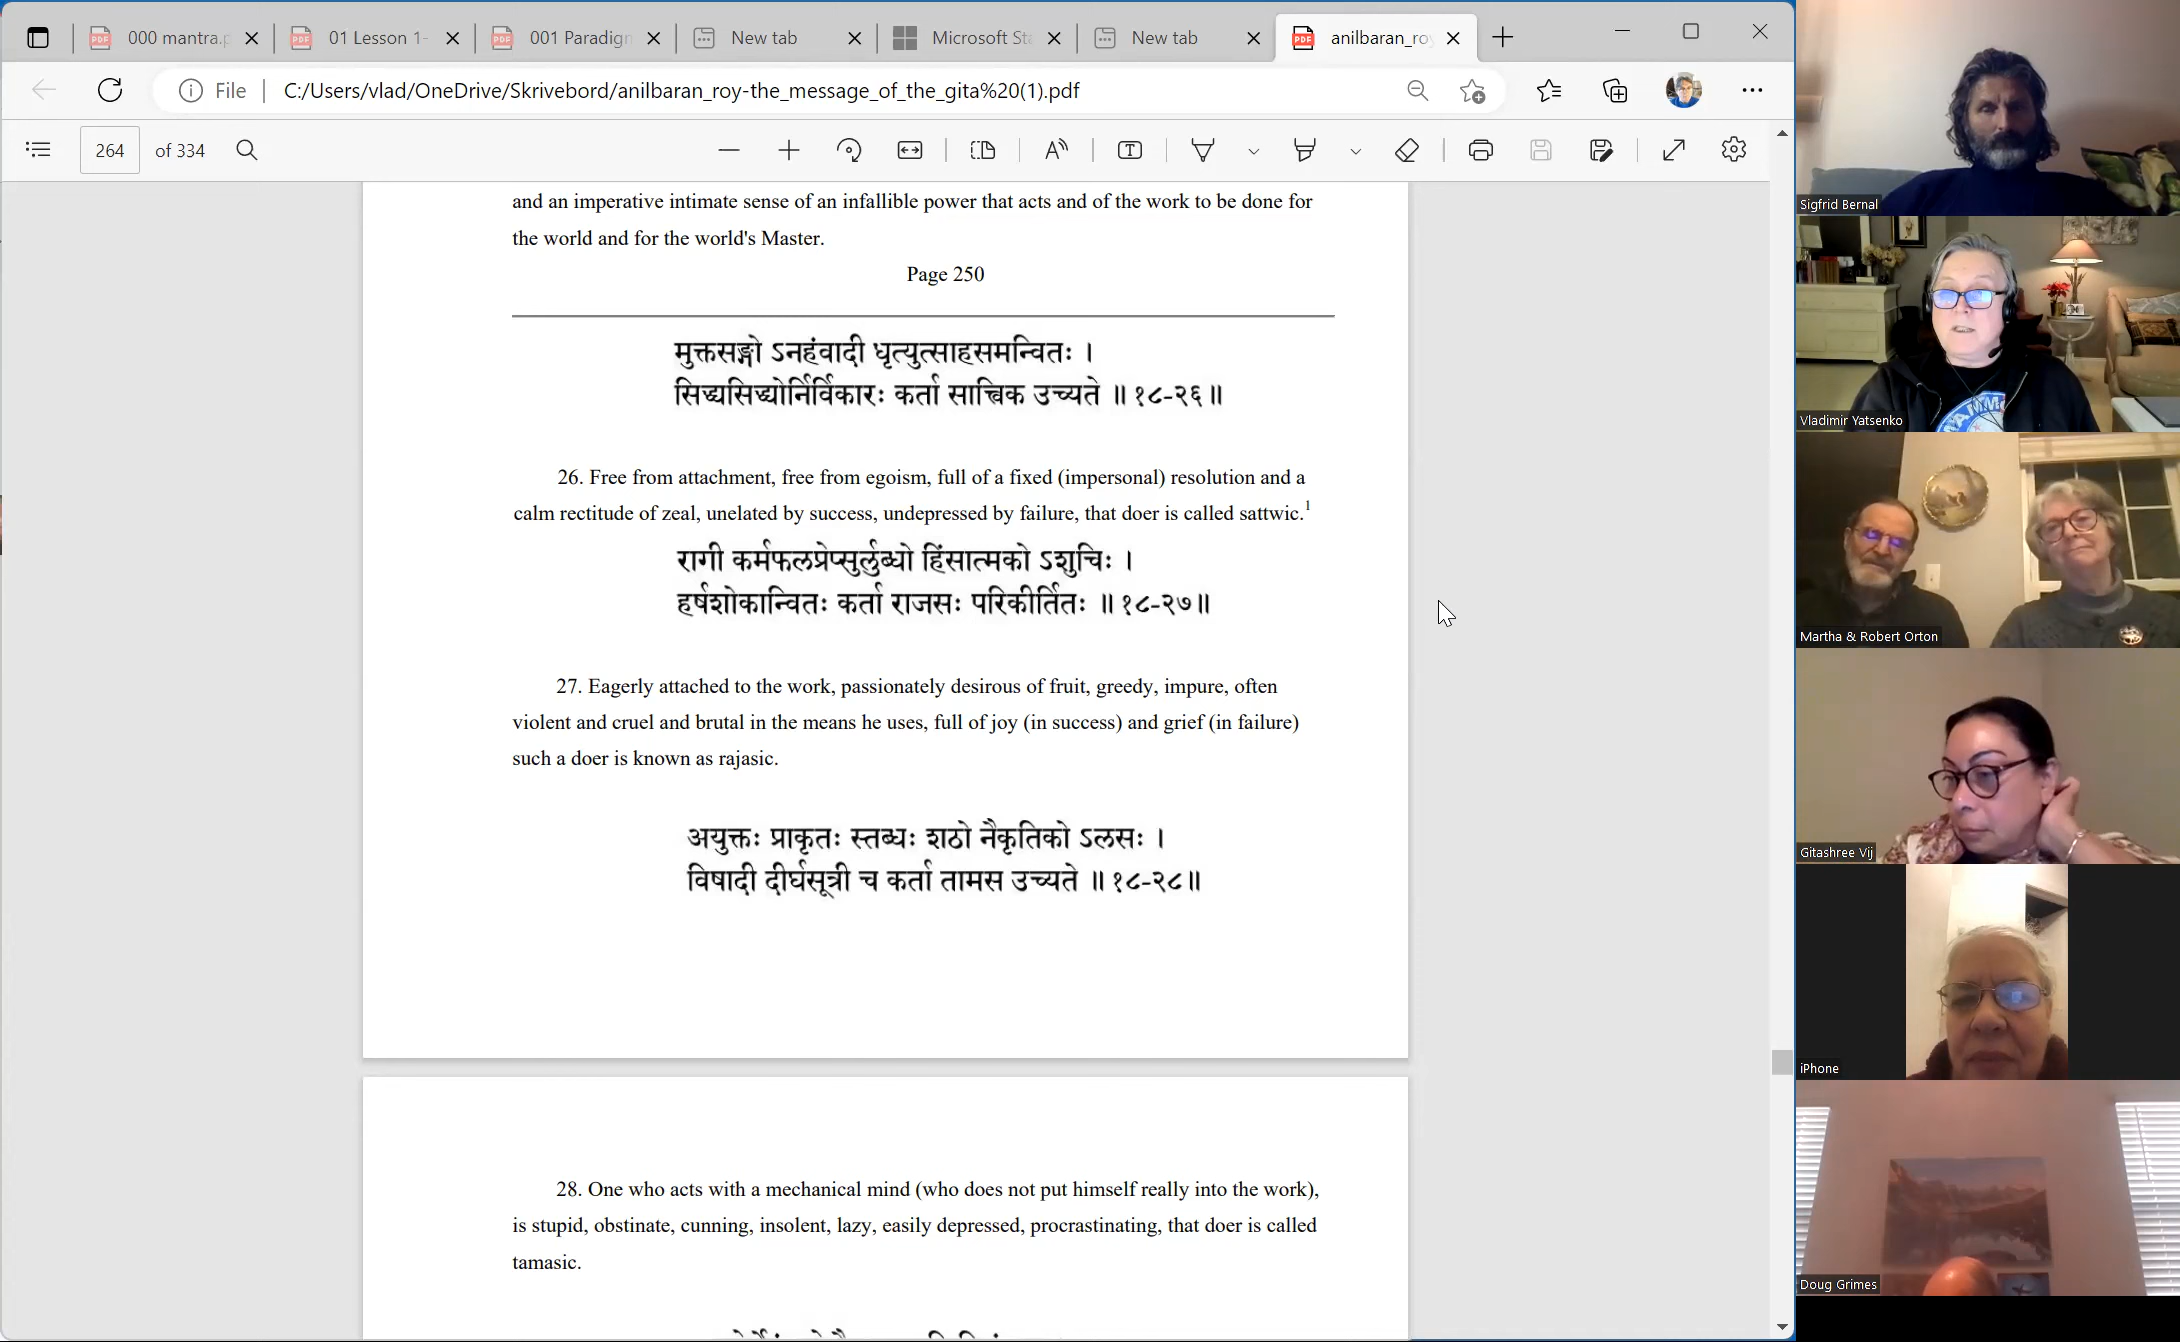 000 mantra.p
01 Lesson 1-
001 Paradign
New tab
Microsoft Sta
New tab
anilbaran_roy
File
C:/Users/vlad/OneDrive/Skrivebord/anilbaran_roy-the_message_of_the_gita%20(1).pdf
264 of 334
and an imperative intimate sense of an infallible power that acts and of the work to be done for
the world and for the world's Master.
Page 250
मुक्तसङ्गो ऽनहंवादी धृत्युत्साहसमन्वितः ।
सिद्ध्यसिद्ध्योर्निर्विकारः कर्ता सात्त्विक उच्यते ॥१८-२६॥
26. Free from attachment, free from egoism, full of a fixed (impersonal) resolution and a
calm rectitude of zeal, unelated by success, undepressed by failure, that doer is called sattwic.1
रागी कर्मफलप्रेप्सुर्लुब्धो हिंसात्मको ऽशुचिः ।
हर्षशोकान्वितः कर्ता राजसः परिकीर्तितः ॥१८-२७॥
27. Eagerly attached to the work, passionately desirous of fruit, greedy, impure, often
violent and cruel and brutal in the means he uses, full of joy (in success) and grief (in failure)
such a doer is known as rajasic.
अयुक्तः प्राकृतः स्तब्धः शठो नैकृतिको ऽलसः ।
विषादी दीर्घसूत्री च कर्ता तामस उच्यते ॥१८-२८॥
28. One who acts with a mechanical mind (who does not put himself really into the work),
is stupid, obstinate, cunning, insolent, lazy, easily depressed, procrastinating, that doer is called
tamasic.
Sigfrid Bernal
Vladimir Yatsenko
Martha & Robert Orton
Gitashree Vij
iPhone
Doug Grimes